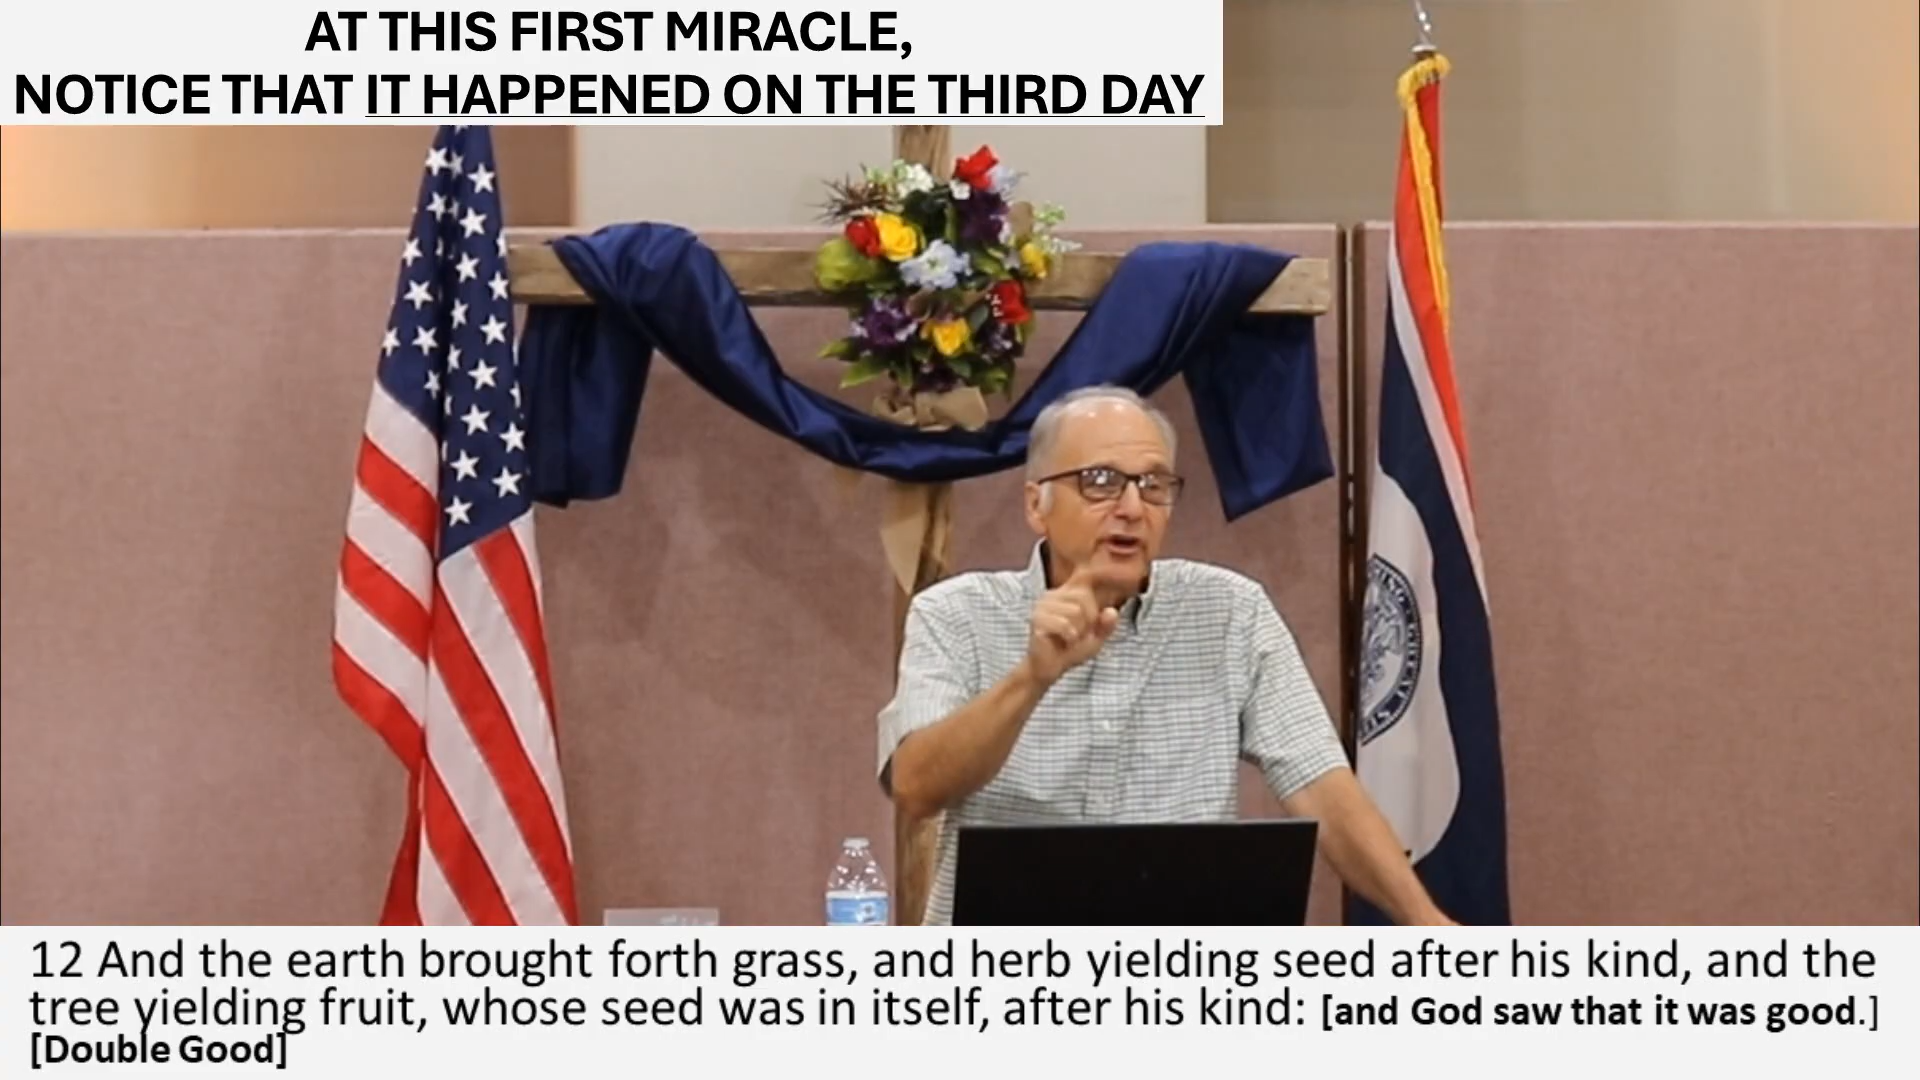 AT THIS FIRST MIRACLE,
NOTICE THAT IT HAPPENED ON THE THIRD DAY
12 And the earth brought forth grass, and herb yielding seed after his kind, and the
tree yielding fruit, whose seed was in itself, after his kind: [and God saw that it was good.]
[Double Good]